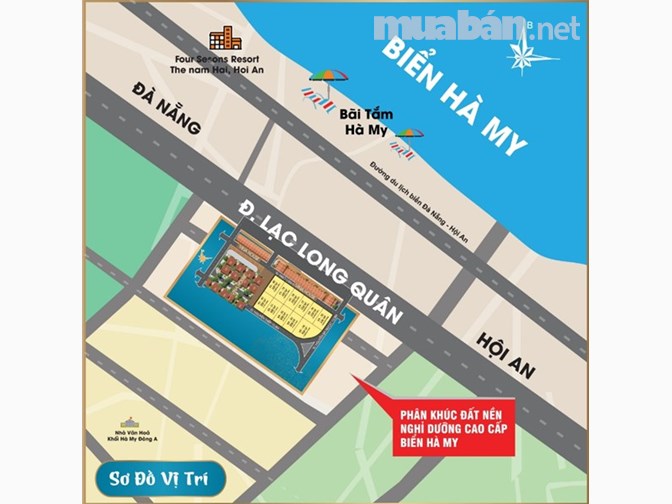 muabán.net
B
Four Senons Resort
The nam Hai, Hoi An
BIỂN HÀ MY
ĐÀ NẴNG
Bãi Tắm
Hà My
Đường du lịch biển Đà Nẵng - Hội An
Đ. LẠC LONG QUÂN
HỘI AN
PHÂN KHÚC ĐẤT NỀN
NGHỈ DƯỠNG CAO CẤP
BIỂN HÀ MY
Nhà Văn Hoá
Khối Hà My Đông A
Sơ Đồ Vị Trí